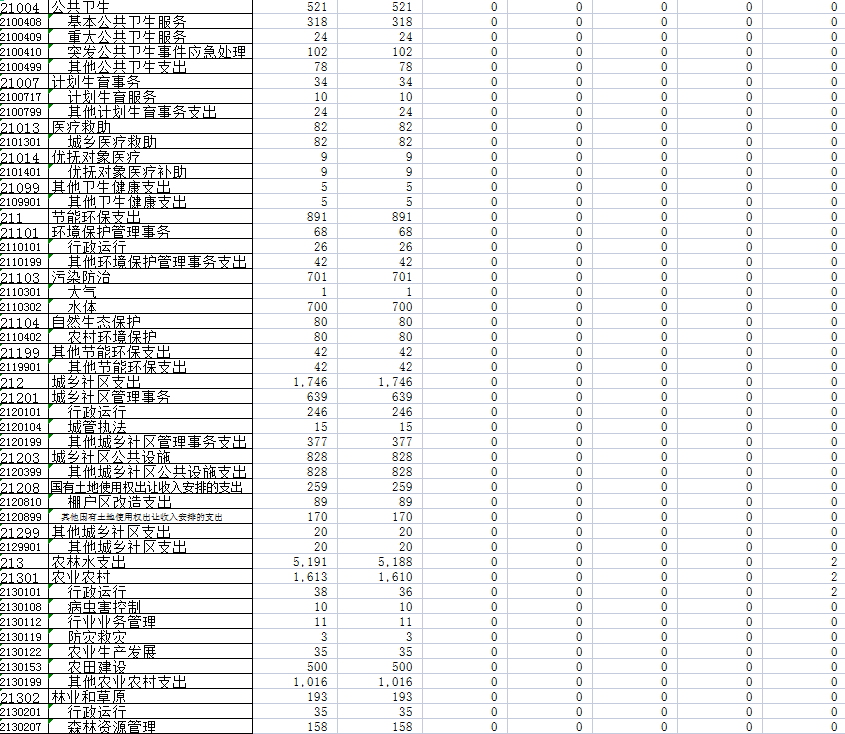 21004 公共卫生 521 521 0 0 0 0 0
2100408 基本公共卫生服务 318 318 0 0 0 0 0
2100409 重大公共卫生服务 24 24 0 0 0 0 0
2100410 突发公共卫生事件应急处理 102 102 0 0 0 0 0
2100499 其他公共卫生支出 78 78 0 0 0 0 0
21007 计划生育事务 34 34 0 0 0 0 0
2100717 计划生育服务 10 10 0 0 0 0 0
2100799 其他计划生育事务支出 24 24 0 0 0 0 0
21013 医疗救助 82 82 0 0 0 0 0
2101301 城乡医疗救助 82 82 0 0 0 0 0
21014 优抚对象医疗 9 9 0 0 0 0 0
2101401 优抚对象医疗补助 9 9 0 0 0 0 0
21099 其他卫生健康支出 5 5 0 0 0 0 0
2109901 其他卫生健康支出 5 5 0 0 0 0 0
211 节能环保支出 891 891 0 0 0 0 0
21101 环境保护管理事务 68 68 0 0 0 0 0
2110101 行政运行 26 26 0 0 0 0 0
2110199 其他环境保护管理事务支出 42 42 0 0 0 0 0
21103 污染防治 701 701 0 0 0 0 0
2110301 大气 1 1 0 0 0 0 0
2110302 水体 700 700 0 0 0 0 0
21104 自然生态保护 80 80 0 0 0 0 0
2110402 农村环境保护 80 80 0 0 0 0 0
21199 其他节能环保支出 42 42 0 0 0 0 0
2119901 其他节能环保支出 42 42 0 0 0 0 0
212 城乡社区支出 1,746 1,746 0 0 0 0 0
21201 城乡社区管理事务 639 639 0 0 0 0 0
2120101 行政运行 246 246 0 0 0 0 0
2120104 城管执法 15 15 0 0 0 0 0
2120199 其他城乡社区管理事务支出 377 377 0 0 0 0 0
21203 城乡社区公共设施 828 828 0 0 0 0 0
2120399 其他城乡社区公共设施支出 828 828 0 0 0 0 0
21208 国有土地使用权出让收入安排的支出 259 259 0 0 0 0 0
2120810 棚户区改造支出 89 89 0 0 0 0 0
2120899 其他国有土地使用权出让收入安排的支出 170 170 0 0 0 0 0
21299 其他城乡社区支出 20 20 0 0 0 0 0
2129901 其他城乡社区支出 20 20 0 0 0 0 0
213 农林水支出 5,191 5,188 0 0 0 0 2
21301 农业农村 1,613 1,610 0 0 0 0 2
2130101 行政运行 38 36 0 0 0 0 2
2130108 病虫害控制 10 10 0 0 0 0 0
2130112 行业业务管理 11 11 0 0 0 0 0
2130119 防灾救灾 3 3 0 0 0 0 0
2130122 农业生产发展 35 35 0 0 0 0 0
2130153 农田建设 500 500 0 0 0 0 0
2130199 其他农业农村支出 1,016 1,016 0 0 0 0 0
21302 林业和草原 193 193 0 0 0 0 0
2130201 行政运行 35 35 0 0 0 0 0
2130207 森林资源管理 158 158 0 0 0 0 0